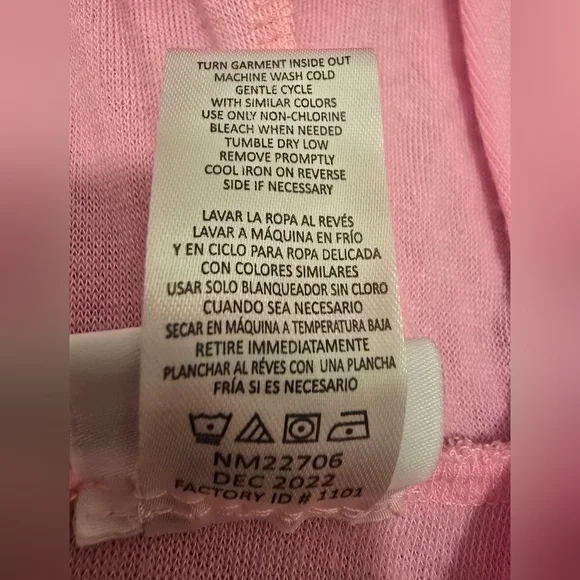 TURN GARMENT INSIDE OUT
MACHINE WASH COLD
GENTLE CYCLE
WITH SIMILAR COLORS
USE ONLY NON-CHLORINE
BLEACH WHEN NEEDED
TUMBLE DRY LOW
REMOVE PROMPTLY
COOL IRON ON REVERSE
SIDE IF NECESSARY
LAVAR LA ROPA AL REVÉS
LAVAR A MÁQUINA EN FRÍO
Y EN CICLO PARA ROPA DELICADA
CON COLORES SIMILARES
USAR SOLO BLANQUEADOR SIN CLORO
CUANDO SEA NECESARIO
SECAR EN MÁQUINA A TEMPERATURA BAJA
RETIRE IMMEDIATAMENTE
PLANCHAR AL RÉVES CON UNA PLANCHA
FRÍA SI ES NECESARIO
NM22706
DEC 2022
FACTORY ID # 1101